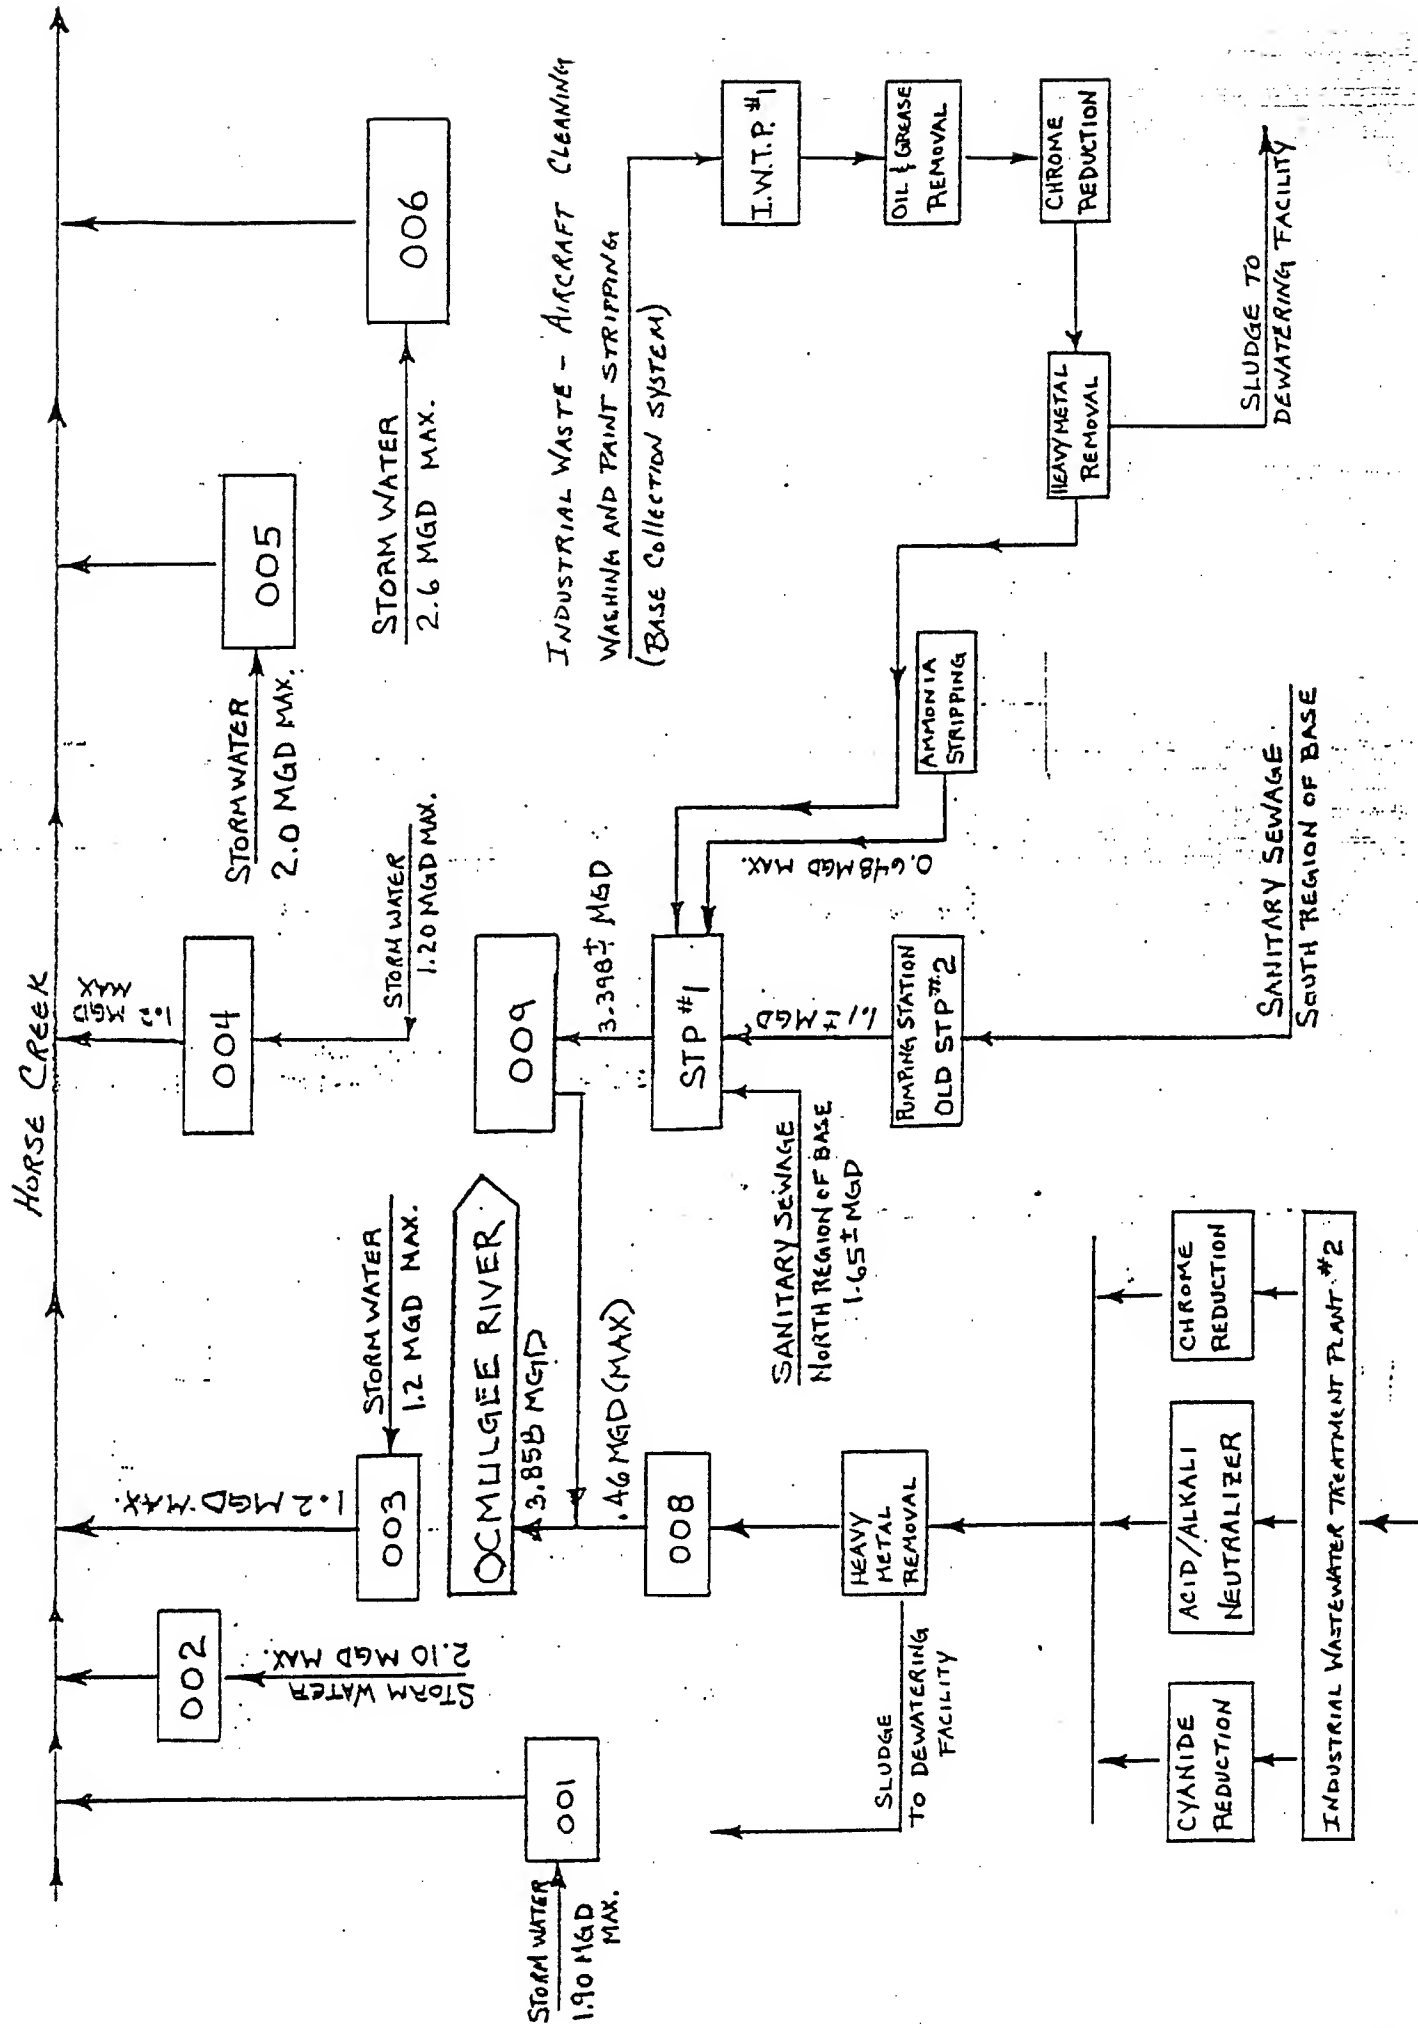 HORSE CREEK
001
STORM WATER
1.90 MGD
MAX.
002
STORM WATER
2.10 MGD MAX.
003
1.2 MGD MAX.
STORMWATER
1.2 MGD MAX.
004
1.2
MGD
MAX
STORMWATER
1.20 MGD MAX.
005
STORMWATER
2.0 MGD MAX.
006
STORM WATER
2.6 MGD MAX.
OCMULGEE RIVER
3.858 MGD
.46 MGD (MAX)
008
HEAVY
METAL
REMOVAL
SLUDGE
TO DEWATERING
FACILITY
CYANIDE
REDUCTION
ACID/ALKALI
NEUTRALIZER
CHROME
REDUCTION
INDUSTRIAL WASTEWATER TREATMENT PLANT #2
009
3.398± MGD
STP #1
SANITARY SEWAGE
NORTH REGION OF BASE
1.65± MGD
1.1± MGD
PUMPING STATION
OLD STP #2
SANITARY SEWAGE
SOUTH REGION OF BASE
0.648 MGD MAX.
AMMONIA
STRIPPING
INDUSTRIAL WASTE - AIRCRAFT CLEANING
WASHING AND PAINT STRIPPING
(BASE COLLECTION SYSTEM)
I.W.T.P. #1
OIL & GREASE
REMOVAL
CHROME
REDUCTION
HEAVY METAL
REMOVAL
SLUDGE TO
DEWATERING FACILITY